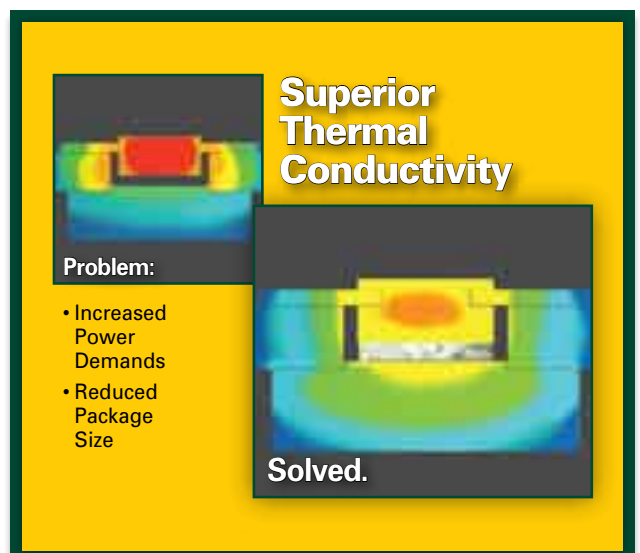 Superior
Thermal
Conductivity
Problem:
• Increased
Power
Demands
• Reduced
Package
Size
Solved.